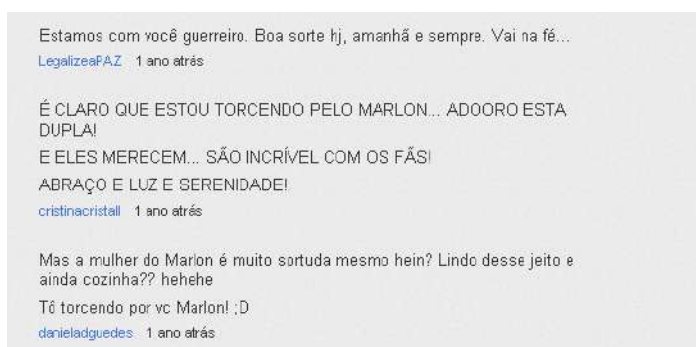 Estamos com você guerreiro. Boa sorte hj, amanhã e sempre. Vai na fé...
LegalizeaPAZ 1 ano atrás
É CLARO QUE ESTOU TORCENDO PELO MARLON... ADOORO ESTA
DUPLA!
E ELES MERECEM... SÃO INCRÍVEL COM OS FÃS!
ABRAÇO E LUZ E SERENIDADE!
cristinacristall 1 ano atrás
Mas a mulher do Marlon é muito sortuda mesmo hein? Lindo desse jeito e
ainda cozinha?? hehehe
Tô torcendo por vc Marlon! ;D
danieladguedes 1 ano atrás